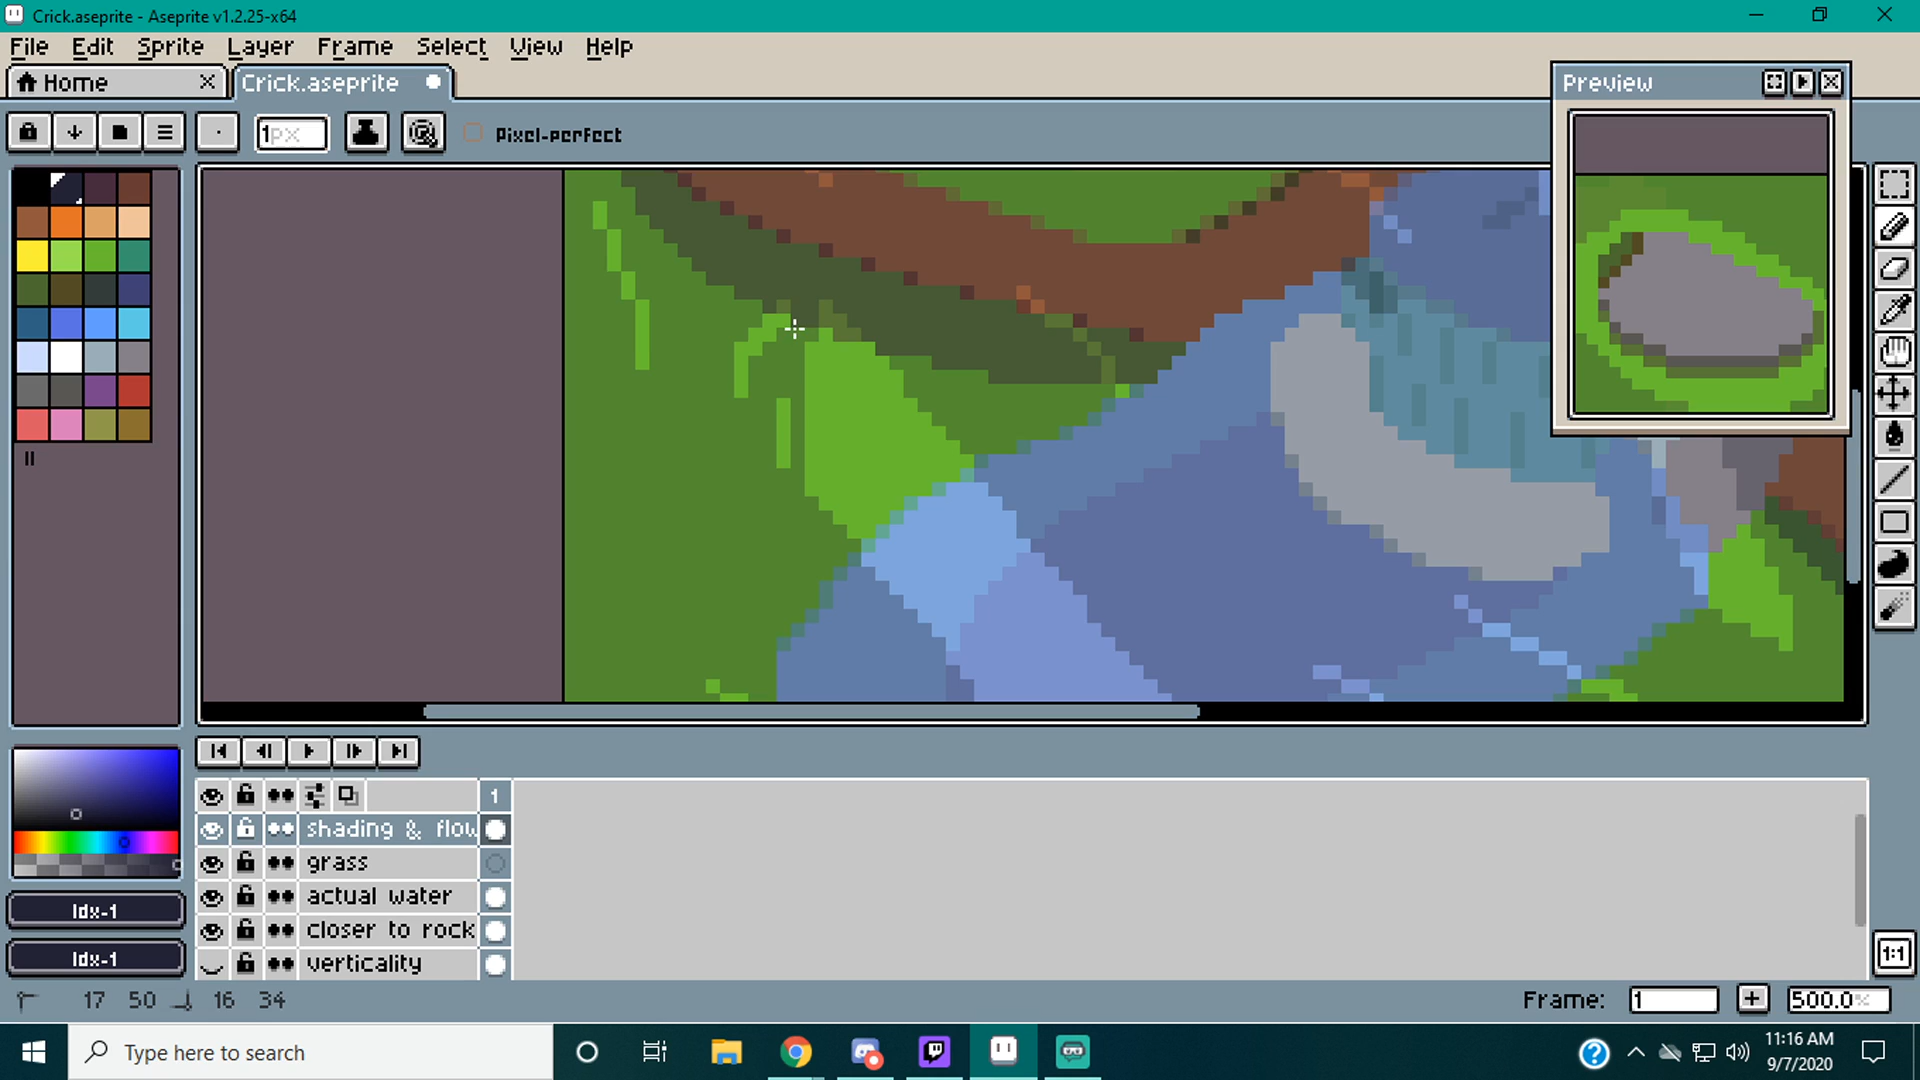 Crick.aseprite - Aseprite v1.2.25-x64
File Edit Sprite Layer Frame Select View Help
Home
Crick.aseprite
Preview
1px
Pixel-perfect
1
shading & flow
grass
actual water
closer to rock
verticality
Idx-1
Idx-1
17 50 16 34
Frame: 1
500.0%
1:1
Type here to search
11:16 AM
9/7/2020